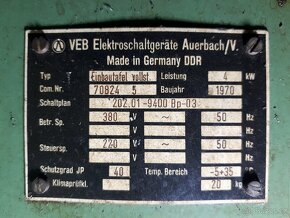 VEB Elektroschaltgeräte Auerbach/V.
Made in Germany DDR
Typ Einbautafel vollst. Leistung 4 kW
Com. Nr. 70824 5 Baujahr 1970
Schaltplan 202.01-9400 Bp-03
Betr. Sp. 380 V ~ 50 Hz
V Hz
Steuersp. 220 V ~ 50 Hz
V Hz
Schutzgrad JP 40 Temp. Bereich -5+35 °C
Klimaprüfkl. 20 kg